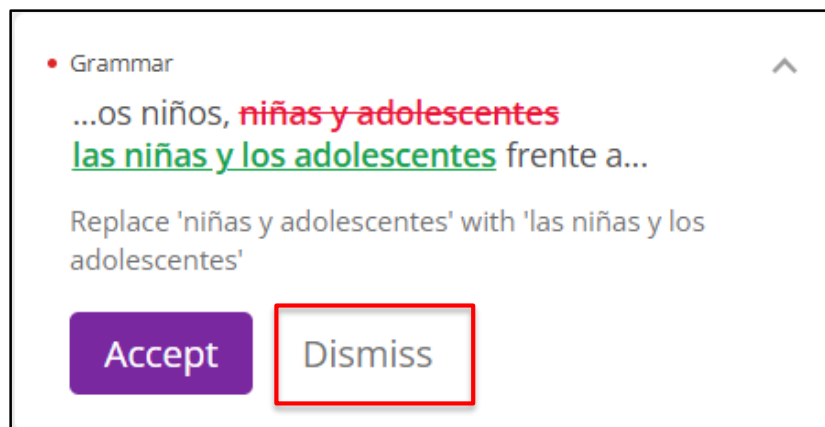 Grammar
...os niños, niñas y adolescentes
las niñas y los adolescentes frente a...
Replace 'niñas y adolescentes' with 'las niñas y los
adolescentes'
Accept Dismiss